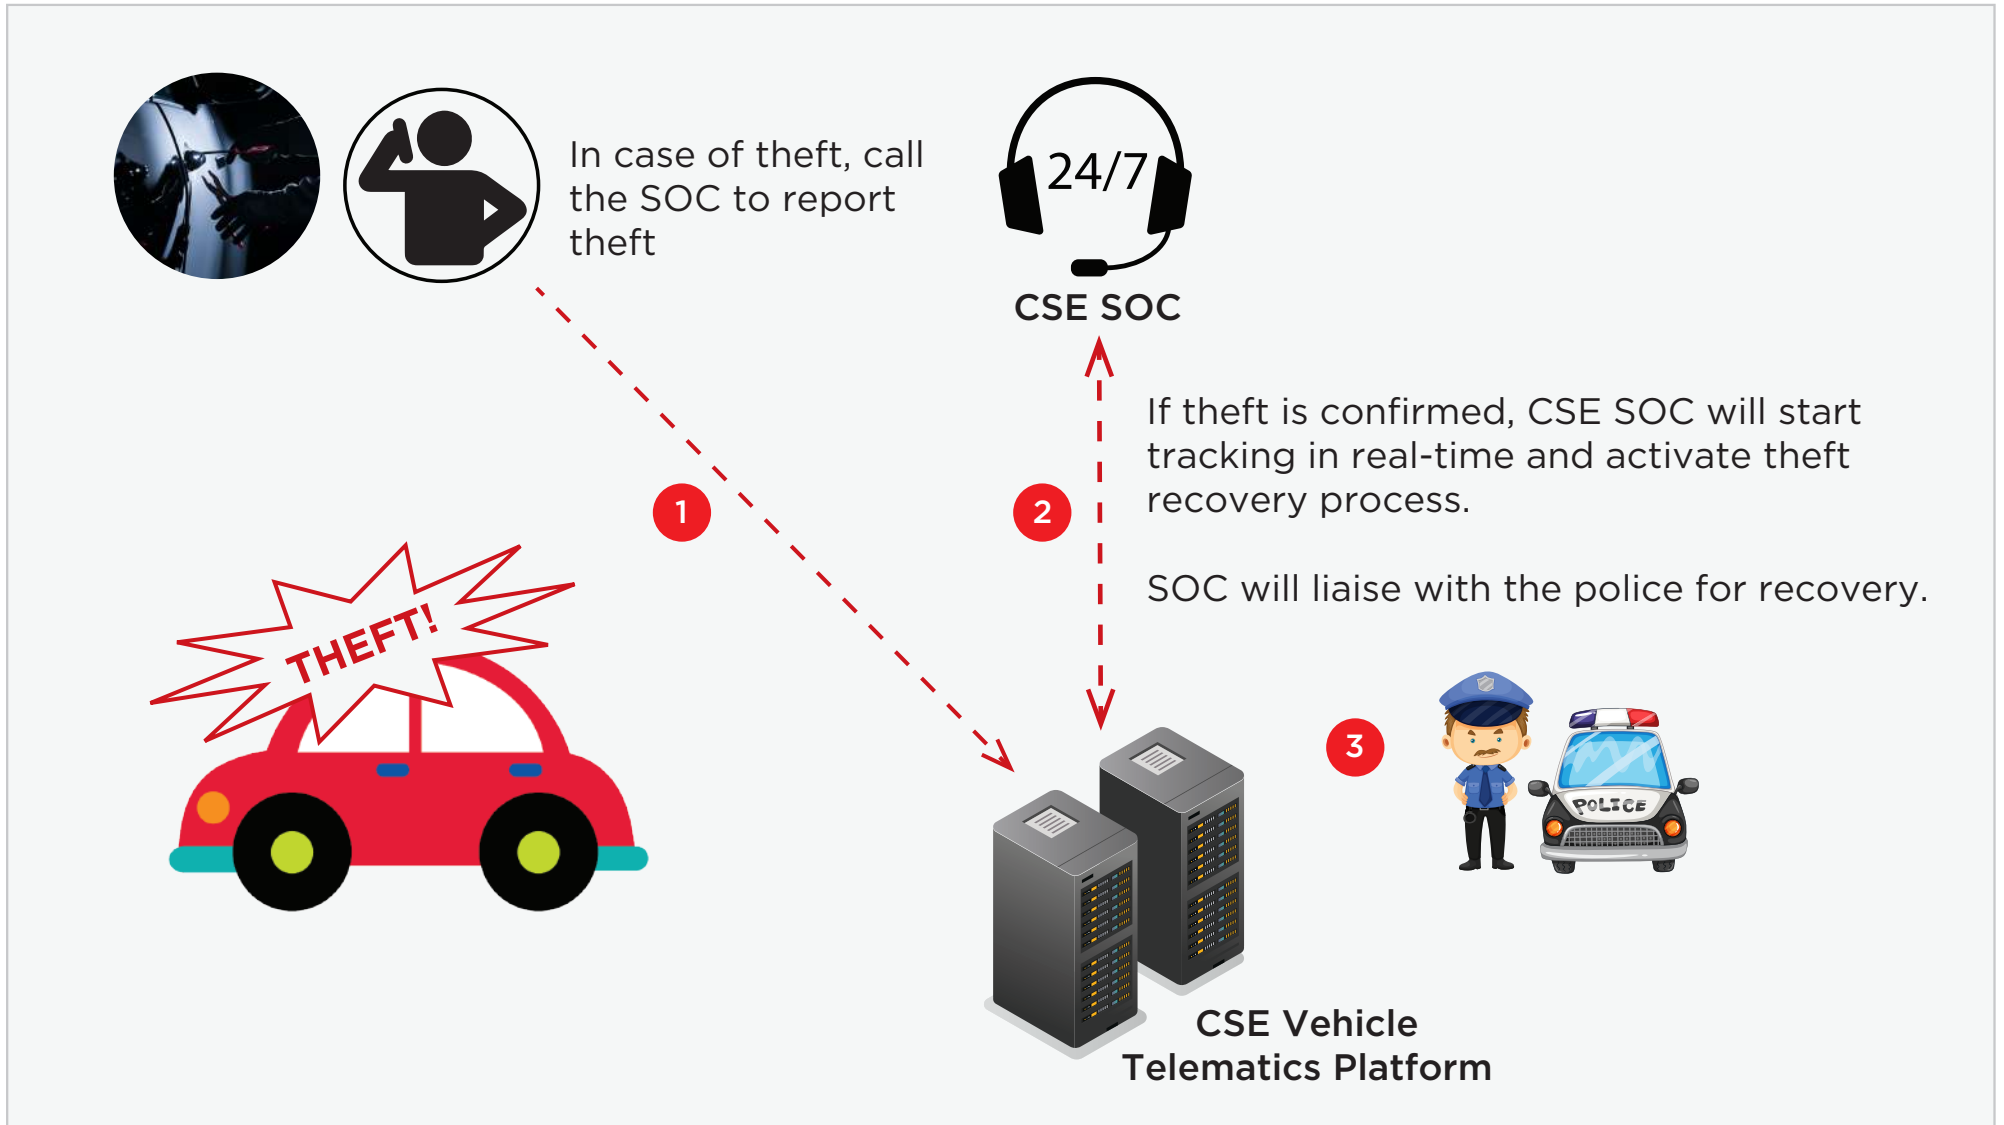 In case of theft, call
the SOC to report
theft
24/7
CSE SOC
1
2
If theft is confirmed, CSE SOC will start
tracking in real-time and activate theft
recovery process.
SOC will liaise with the police for recovery.
THEFT!
3
POLICE
CSE Vehicle
Telematics Platform